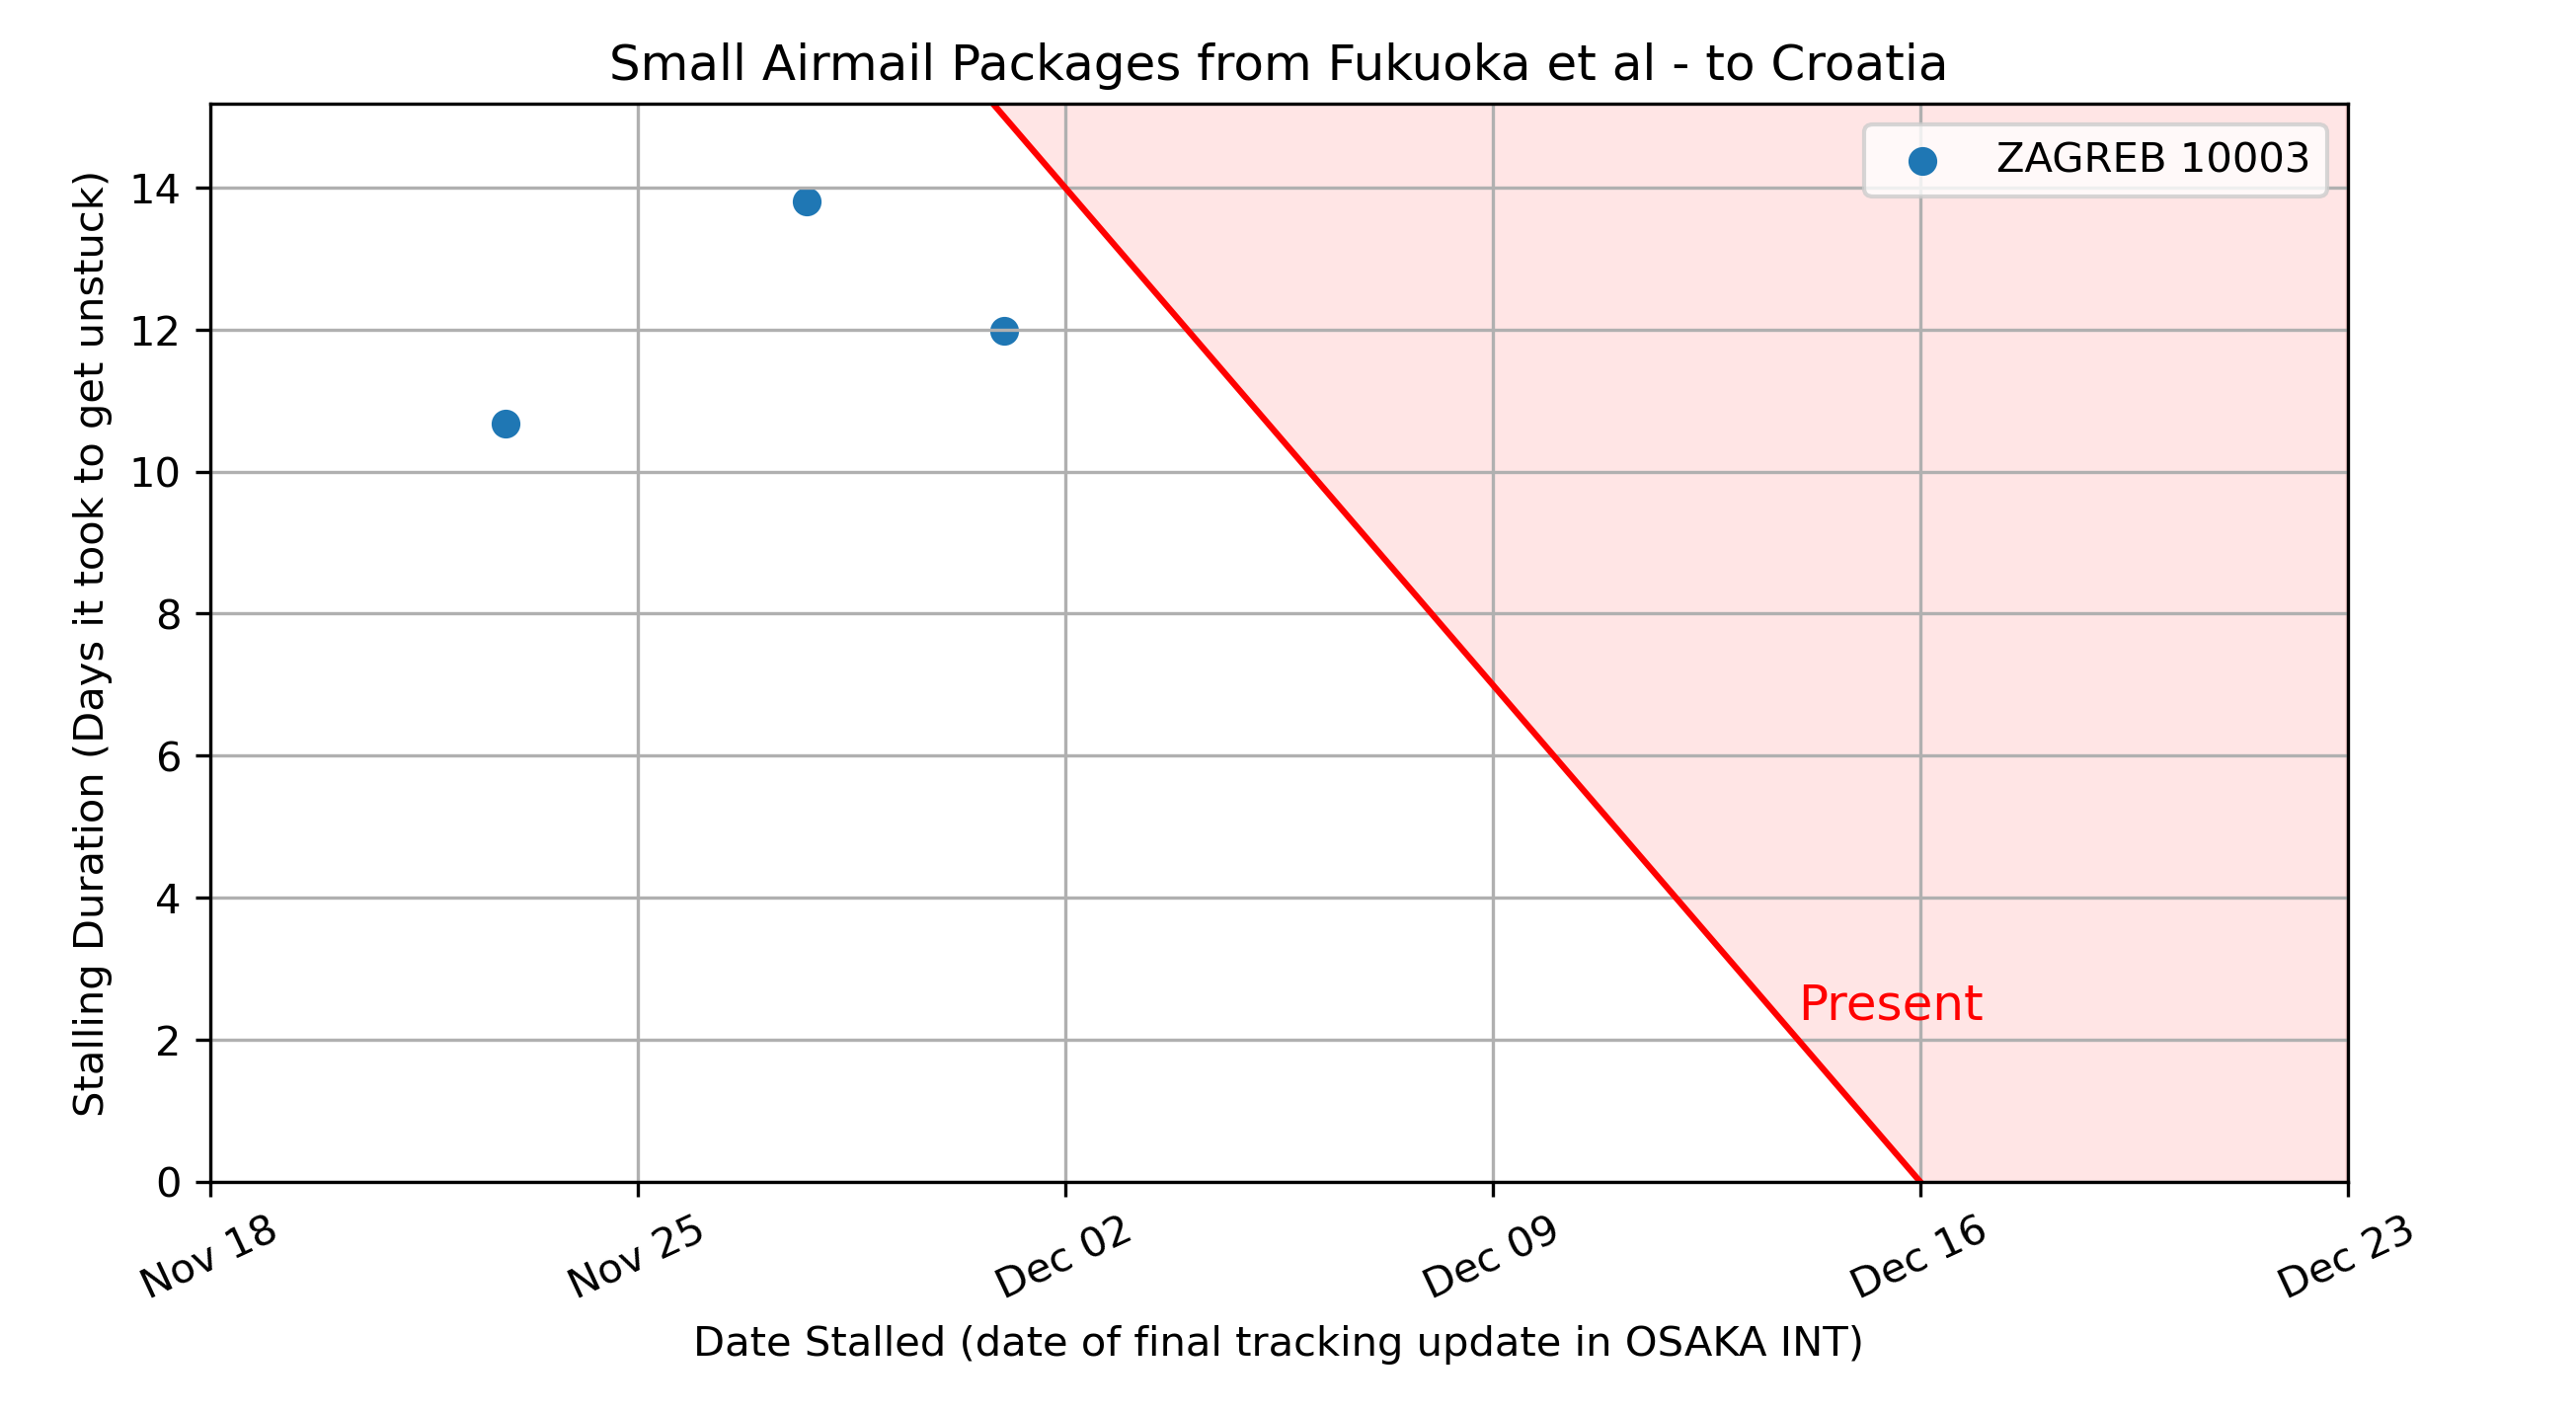 Small Airmail Packages from Fukuoka et al - to Croatia
ZAGREB 10003
Stalling Duration (Days it took to get unstuck)
14
12
10
8
6
4
2
0
Present
Nov 18
Nov 25
Dec 02
Dec 09
Dec 16
Dec 23
Date Stalled (date of final tracking update in OSAKA INT)